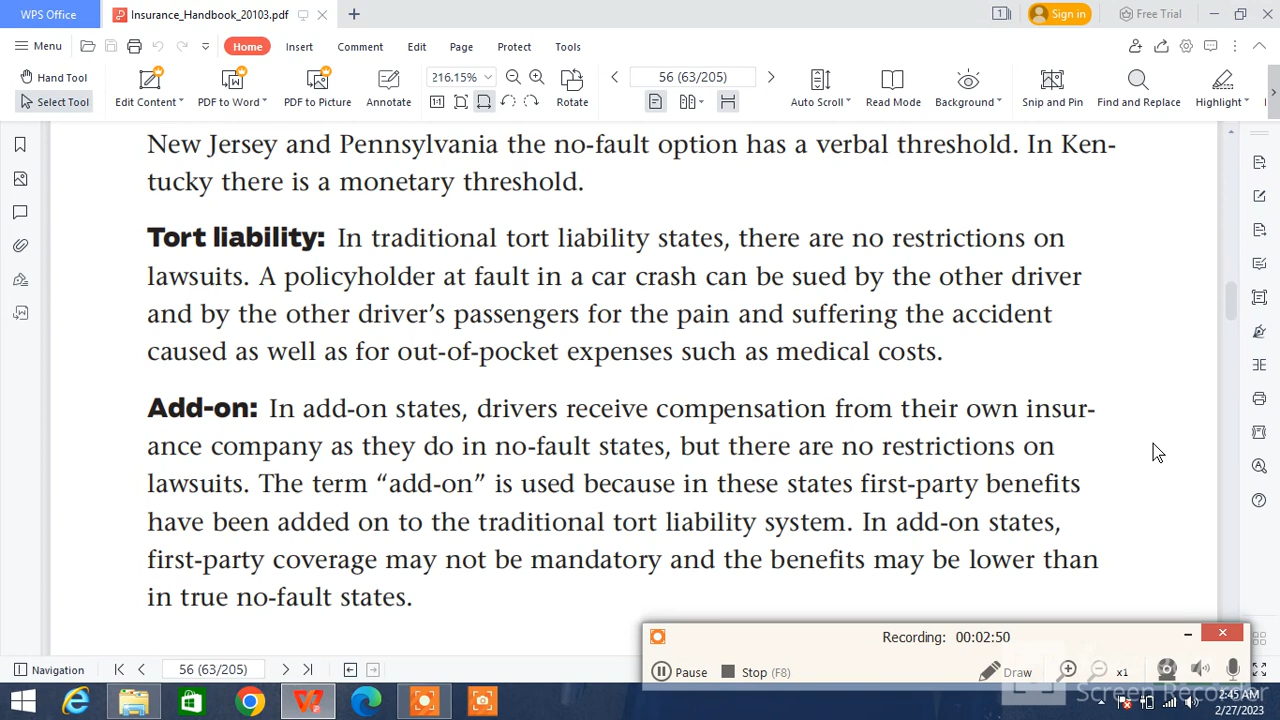 WPS Office
Insurance_Handbook_20103.pdf
1
Sign in
Free Trial
Menu
Home
Insert
Comment
Edit
Page
Protect
Tools
Hand Tool
Select Tool
Edit Content
PDF to Word
PDF to Picture
Annotate
216.15%
Rotate
56 (63/205)
Auto Scroll
Read Mode
Background
Snip and Pin
Find and Replace
Highlight
New Jersey and Pennsylvania the no-fault option has a verbal threshold. In Ken-
tucky there is a monetary threshold.
Tort liability: In traditional tort liability states, there are no restrictions on
lawsuits. A policyholder at fault in a car crash can be sued by the other driver
and by the other driver’s passengers for the pain and suffering the accident
caused as well as for out-of-pocket expenses such as medical costs.
Add-on: In add-on states, drivers receive compensation from their own insur-
ance company as they do in no-fault states, but there are no restrictions on
lawsuits. The term “add-on” is used because in these states first-party benefits
have been added on to the traditional tort liability system. In add-on states,
first-party coverage may not be mandatory and the benefits may be lower than
in true no-fault states.
Recording: 00:02:50
Pause
Stop (F8)
Draw
x1
Navigation
56 (63/205)
Screen Recorder
2:45 AM
2/27/2023